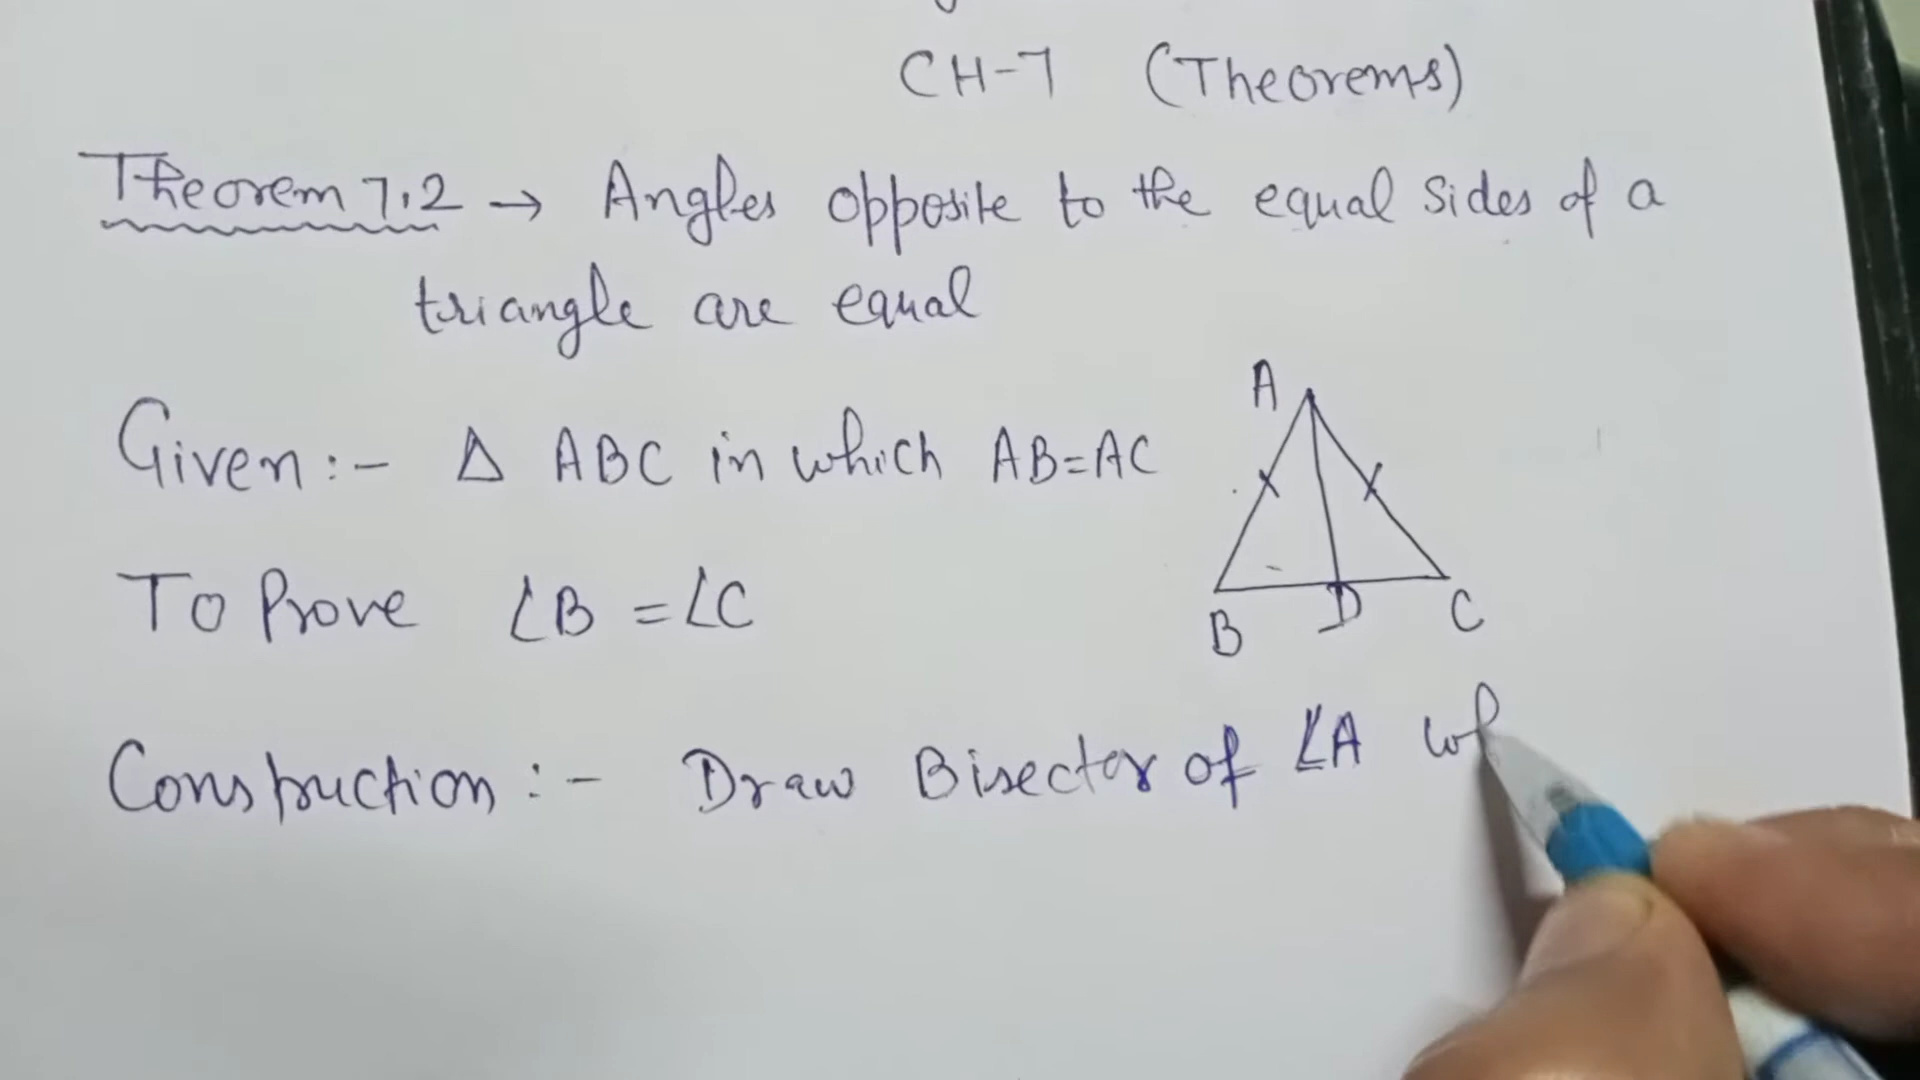 CH-7 (Theorems)
Theorem 7.2 → Angles opposite to the equal sides of a
triangle are equal
Given :- △ ABC in which AB=AC
To Prove ∠B = ∠C
A
B D C
Construction :- Draw Bisector of ∠A wh